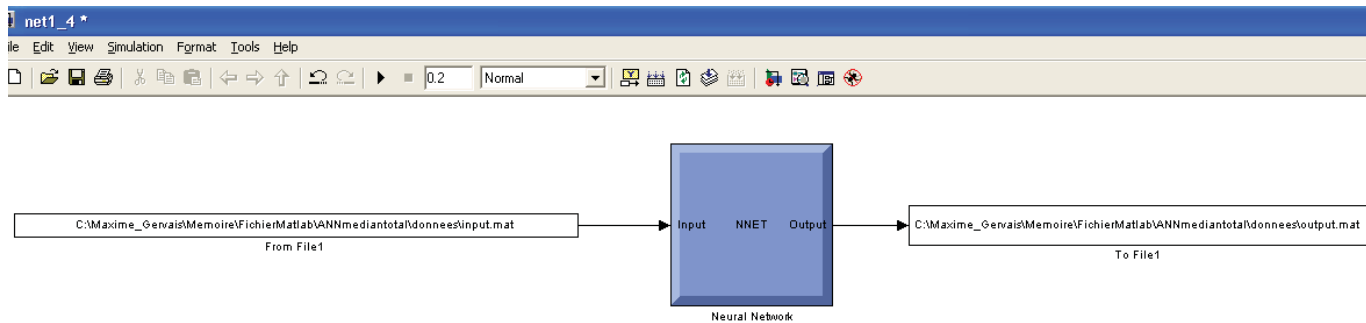 net1_4 *
ile Edit View Simulation Format Tools Help
0.2 Normal
C:\Maxime_Gervais\Memoire\FichierMatlab\ANNmediantotal\donnees\input.mat
From File1
Input NNET Output
Neural Network
C:\Maxime_Gervais\Memoire\FichierMatlab\ANNmediantotal\donnees\output.mat
To File1